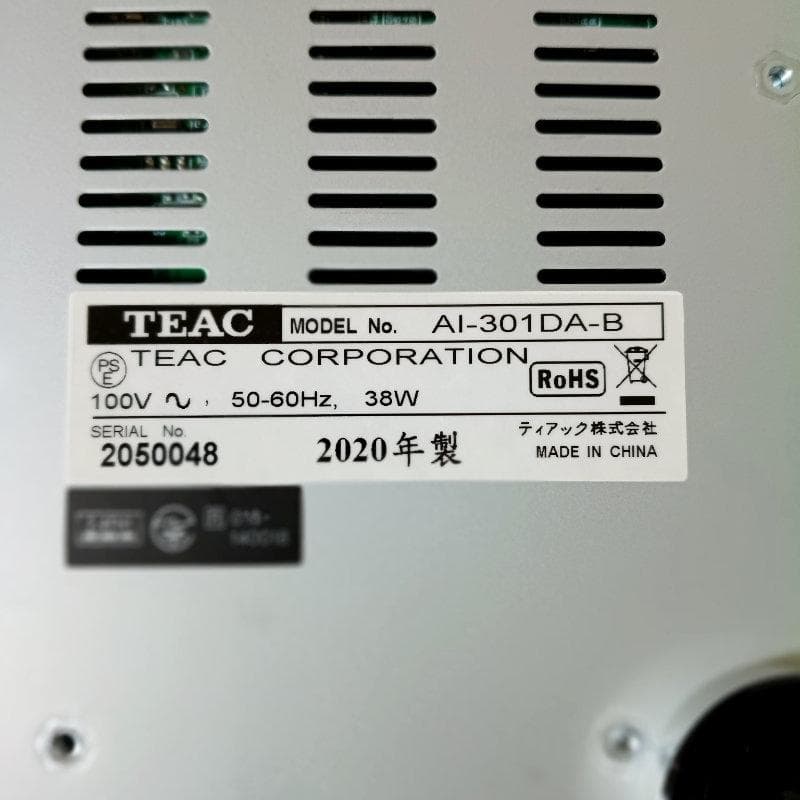 TEAC MODEL No. AI-301DA-B
PS
E
TEAC CORPORATION
RoHS
100V ∿, 50-60Hz, 38W
SERIAL No.
2050048
2020年製
ティアック株式会社
MADE IN CHINA